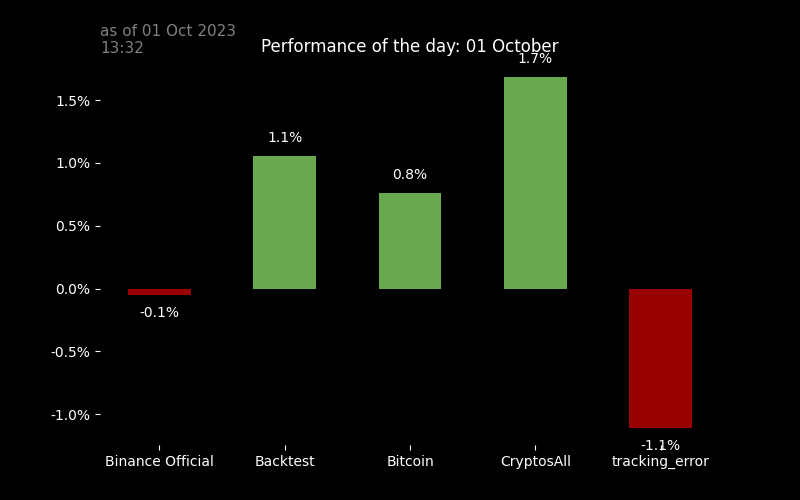 as of 01 Oct 2023
13:32
Performance of the day: 01 October
1.7%
1.5%
1.1%
1.0%
0.8%
0.5%
0.0%
-0.1%
-0.5%
-1.0%
-1.1%
Binance Official
Backtest
Bitcoin
CryptosAll
tracking_error